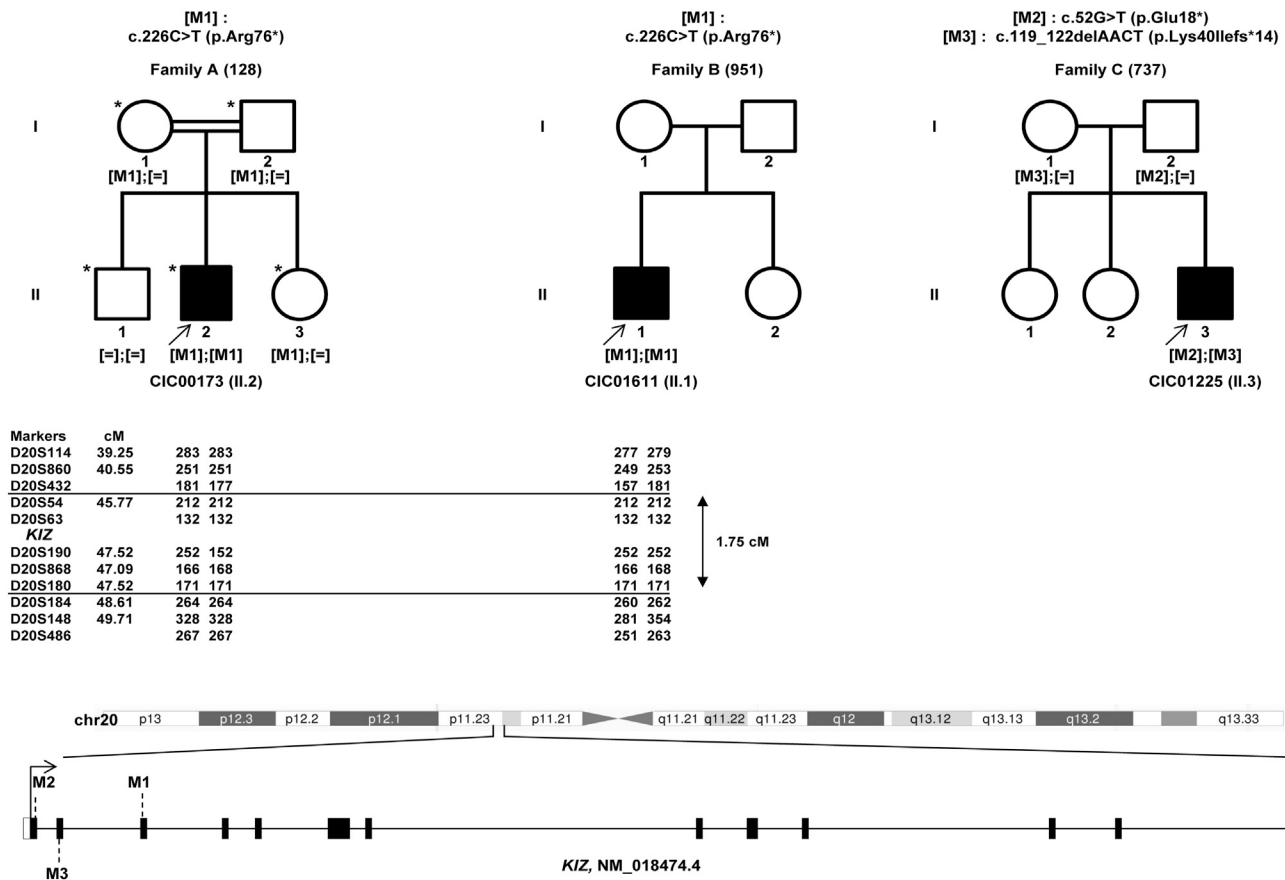 [M1] :
c.226C>T (p.Arg76*)
Family A (128)
[M1] :
c.226C>T (p.Arg76*)
Family B (951)
[M2] : c.52G>T (p.Glu18*)
[M3] : c.119_122delAACT (p.Lys40Ilefs*14)
Family C (737)
I
* *
1 2
[M1];[=] [M1];[=]
I
1 2
I
1 2
[M3];[=] [M2];[=]
II
* * *
1 2 3
[=];[=] [M1];[M1] [M1];[=]
CIC00173 (II.2)
II
1 2
[M1];[M1]
CIC01611 (II.1)
II
1 2 3
[M2];[M3]
CIC01225 (II.3)
Markers cM
D20S114 39.25 283 283 277 279
D20S860 40.55 251 251 249 253
D20S432 181 177 157 181
D20S54 45.77 212 212 212 212
D20S63 132 132 132 132
KIZ
D20S190 47.52 252 152 252 252
D20S868 47.09 166 168 166 168
D20S180 47.52 171 171 171 171
D20S184 48.61 264 264 260 262
D20S148 49.71 328 328 281 354
D20S486 267 267 251 263
1.75 cM
chr20 p13 p12.3 p12.2 p12.1 p11.23 p11.21 q11.21 q11.22 q11.23 q12 q13.12 q13.13 q13.2 q13.33
M2 M1
M3
KIZ, NM_018474.4